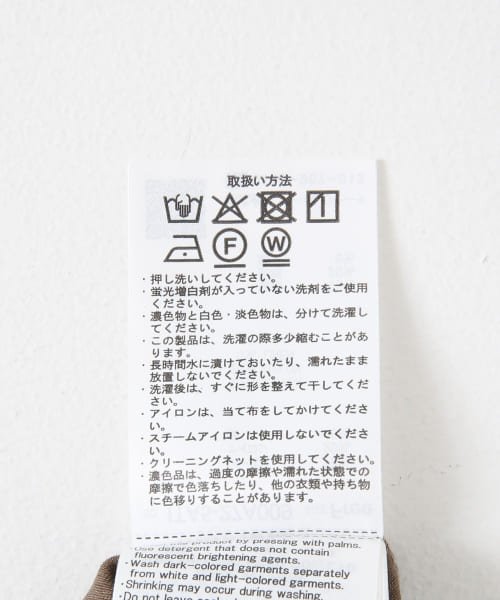 取扱い方法
F
W
・押し洗いしてください。
・蛍光増白剤が入っていない洗剤をご使用
ください。
・濃色物と白色・淡色物は、分けて洗濯し
てください。
・この製品は、洗濯の際多少縮むことがあ
ります。
・長時間水に漬けておいたり、濡れたまま
放置しないでください。
・洗濯後は、すぐに形を整えて干してくだ
さい。
・アイロンは、当て布をしてかけてくださ
い。
・スチームアイロンは使用しないでくださ
い。
・クリーニングネットを使用してください。
・濃色品は、過度の摩擦や濡れた状態での
摩擦で色落ちしたり、他の衣類や持ち物
に色移りすることがあります。
product by pressing with palms.
Use detergent that does not contain
fluorescent brightening agents.
・Wash dark-colored garments separately
from white and light-colored garments.
・Shrinking may occur during washing.
・Do not leave